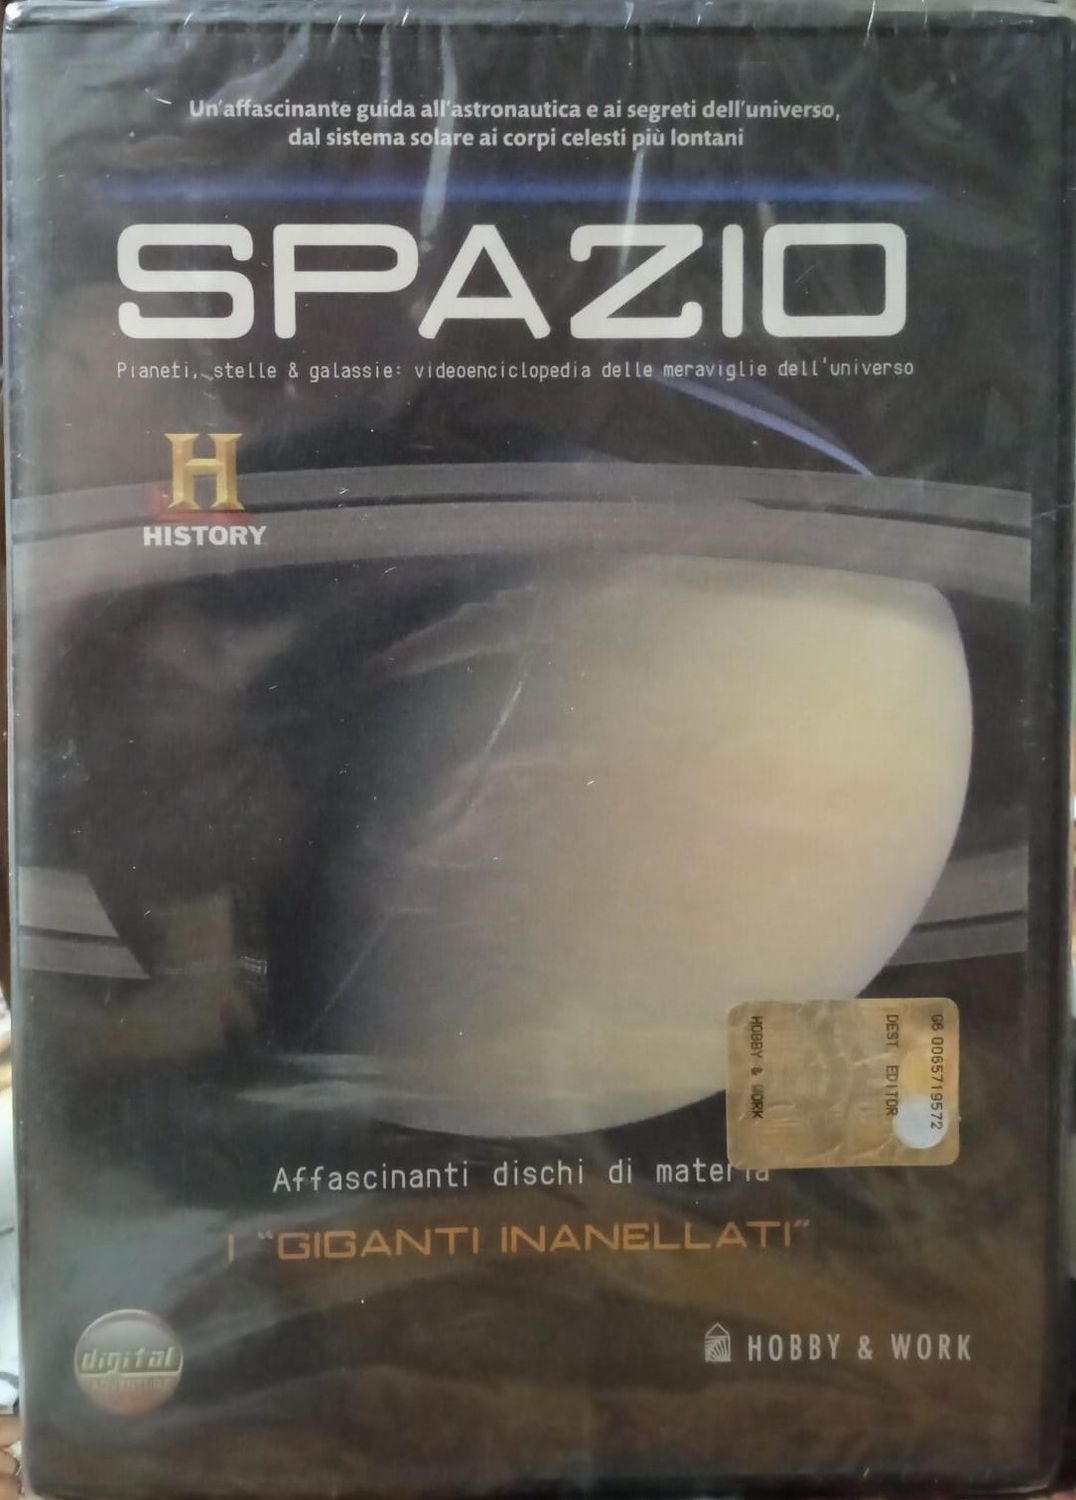 Un'affascinante guida all'astronautica e ai segreti dell'universo,
dal sistema solare ai corpi celesti più lontani
SPAZIO
Pianeti, stelle & galassie: videoenciclopedia delle meraviglie dell'universo
H
HISTORY
HOBBY & WORK
DEST EDITOR
G6 0065719572
Affascinanti dischi di materia
I "GIGANTI INANELLATI"
digital
HOBBY & WORK